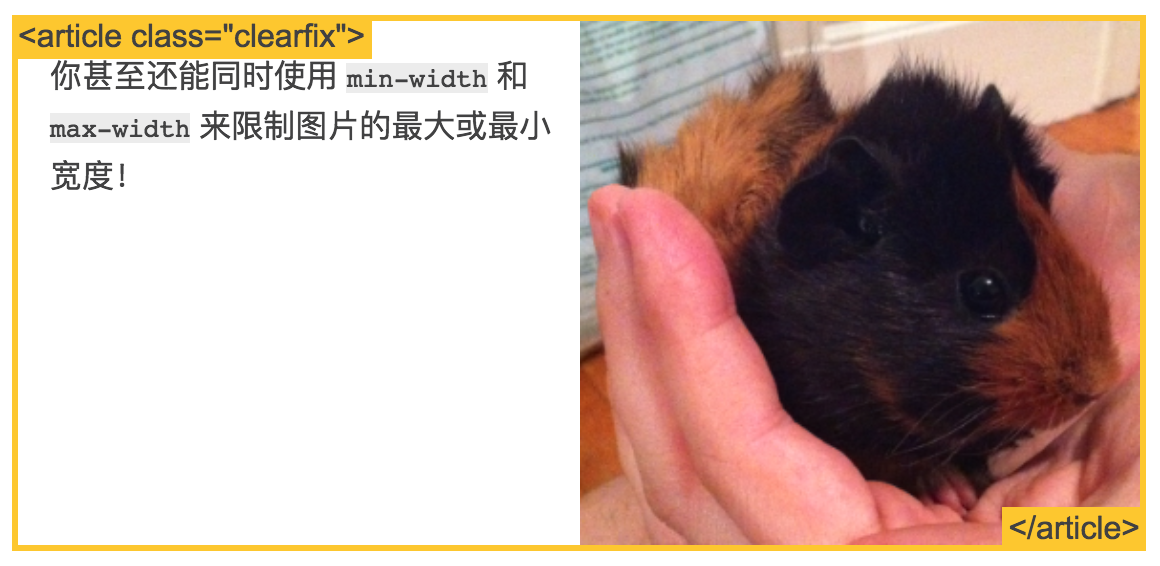 <article class="clearfix">
你甚至还能同时使用 min-width 和
max-width 来限制图片的最大或最小
宽度!
</article>